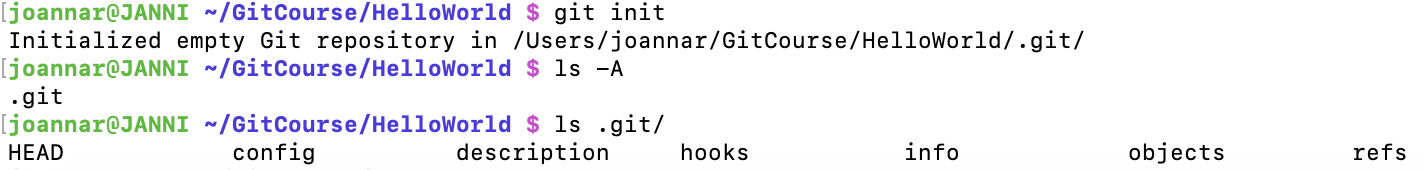 [joannar@JANNI ~/GitCourse/HelloWorld $ git init
Initialized empty Git repository in /Users/joannar/GitCourse/HelloWorld/.git/
[joannar@JANNI ~/GitCourse/HelloWorld $ ls -A
.git
[joannar@JANNI ~/GitCourse/HelloWorld $ ls .git/
HEAD config description hooks info objects refs